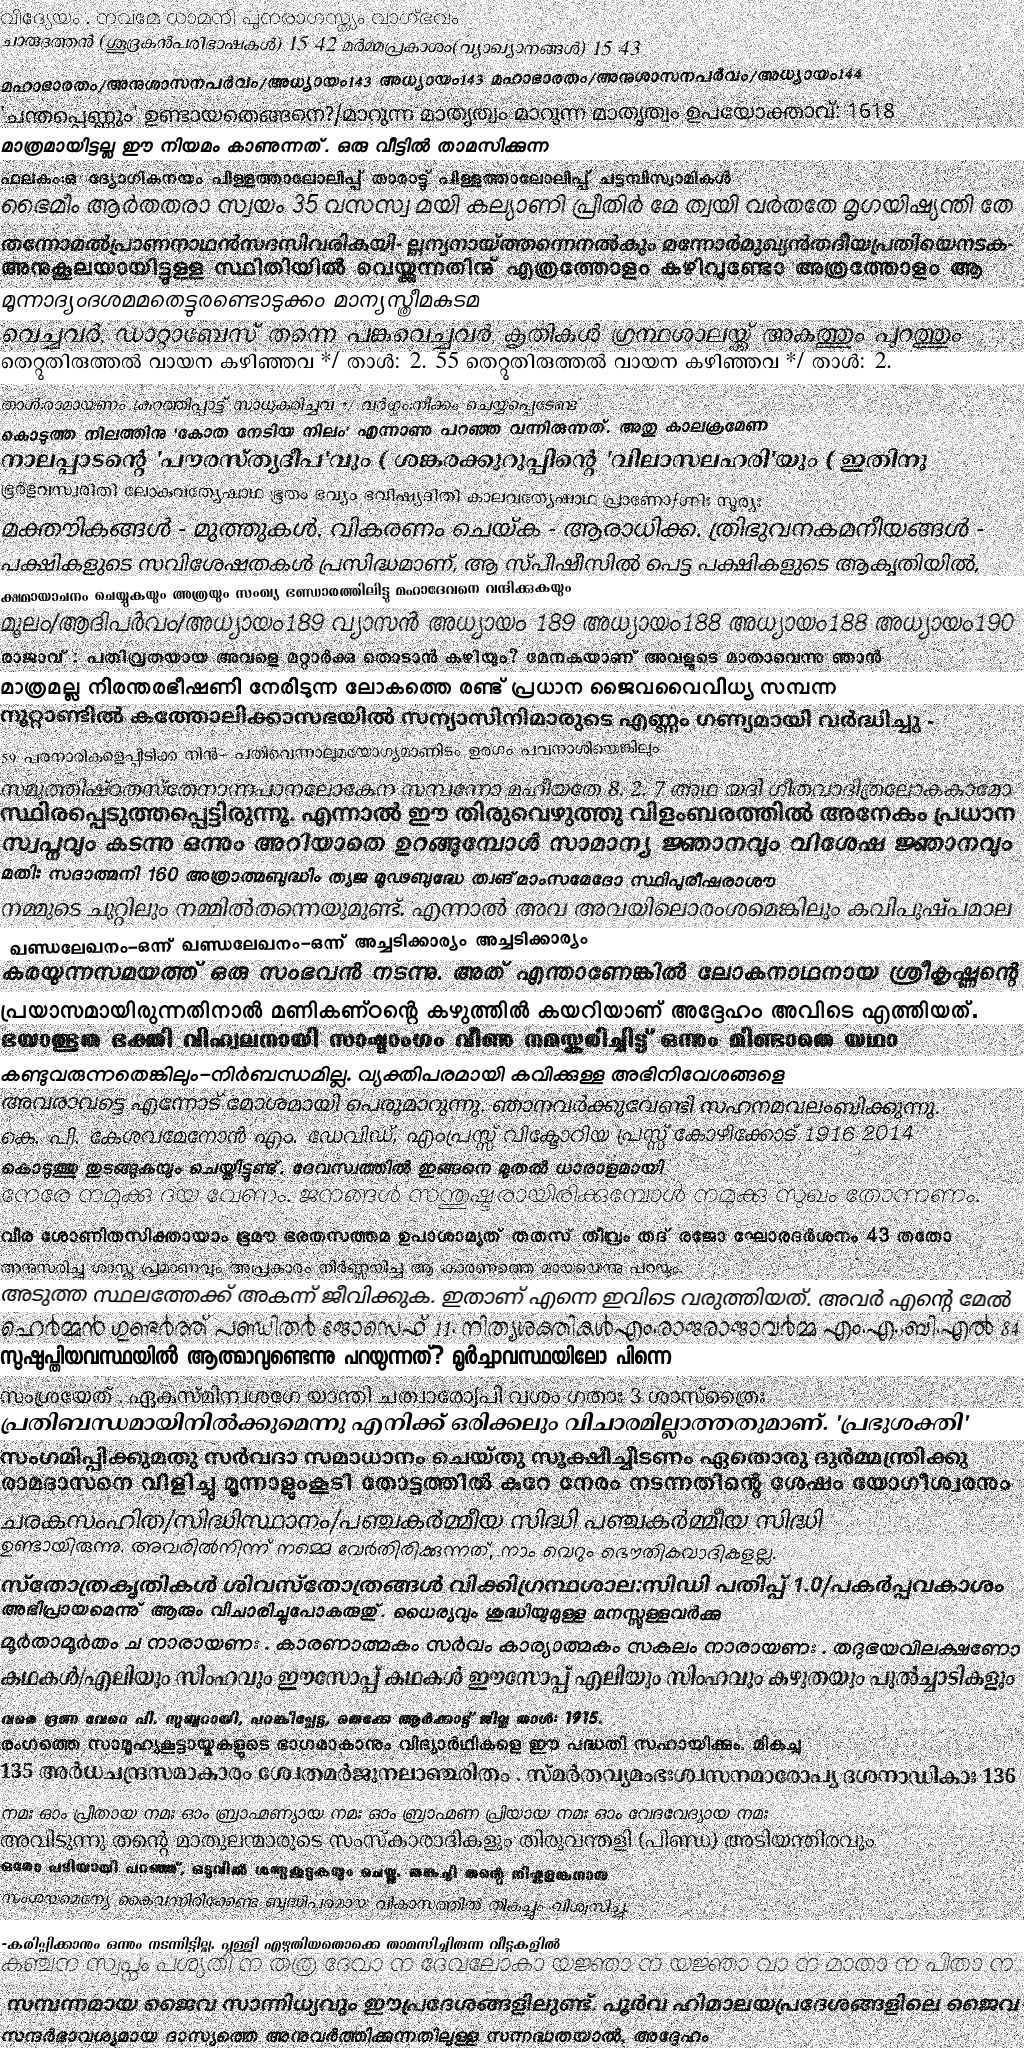 വിദ്യേയം . നവമേ ധാമനി പുനരാഗസ്ത്യം വാഗ്ഭവം
ചാരുദത്തൻ (ശൂദ്രകൻപരിഭാഷകൾ) 15 42 മർമ്മപ്രകാശം(വ്യാഖ്യാനങ്ങൾ) 15 43
മഹാഭാരതം/അനുശാസനപർവം/അധ്യായം143 അധ്യായം143 മഹാഭാരതം/അനുശാസനപർവം/അധ്യായം144
'ചന്തപ്പെണ്ണും' ഉണ്ടായതെങ്ങനെ?/മാറുന്ന മാതൃത്വം മാറുന്ന മാതൃത്വം ഉപയോക്താവ്: 1618
മാത്രമായിട്ടല്ല ഈ നിയമം കാണുന്നത്. ഒരു വീട്ടിൽ താമസിക്കുന്ന
ഫലകം:ഒ ദ്യോഗികനയം പിള്ളത്താലോലിപ്പ് താരാട്ട് പിള്ളത്താലോലിപ്പ് ചട്ടമ്പിസ്വാമികൾ
ഭൈമീം ആർതതരാ സ്വയം 35 വസസ്വ മയി കല്യാണി പ്രീതിർ മേ ത്വയി വർതതേ മൃഗയിഷ്യന്തി തേ
തന്നോമൽപ്രാണനാഥൻസദസിവരികയി- ല്ലന്യനായ്ത്തന്നെനൽകും മന്നോർമുഖ്യൻതദീയപ്രതിയെനടക-
അനുകൂലയായിട്ടുള്ള സ്ഥിതിയിൽ വെയ്ക്കുന്നതിനു് എത്രത്തോളം കഴിവുണ്ടോ അത്രത്തോളം ആ
മൂന്നാദ്യംദശമമതെട്ടുരണ്ടൊടുക്കം മാന്യസ്ത്രീമകുടമ
വെച്ചവർ. ഡാറ്റാബേസ് തന്നെ പങ്കുവെച്ചവർ. കൃതികൾ ഗ്രന്ഥശാലയ്ക്ക് അകത്തും പുറത്തും
തെറ്റുതിരുത്തൽ വായന കഴിഞ്ഞവ */ താൾ: 2. 55 തെറ്റുതിരുത്തൽ വായന കഴിഞ്ഞവ */ താൾ: 2.
താൾ:രാമായണം കുറത്തിപ്പാട്ട് സാധൂകരിച്ചവ */ വർഗ്ഗം:നീക്കം ചെയ്യപ്പെടേണ്ട
കൊടുത്ത നിലത്തിനു 'കോത നേടിയ നിലം' എന്നാണു പറഞ്ഞ വന്നിരുന്നത്. അതു കാലക്രമേണ
നാലപ്പാടന്റെ 'പൗരസ്ത്യദീപ'വും ( ശങ്കരക്കുറുപ്പിന്റെ 'വിലാസലഹരി'യും ( ഇതിനു
ഭൂർഭുവസ്വരിതി ലോകവത്യേഷാഥ ഭൂതം ഭവ്യം ഭവിഷ്യദിതി കാലവത്യേഷാഥ പ്രാണോഽഗ്നിഃ സൂര്യഃ
മൗക്തികങ്ങൾ - മുത്തുകൾ. വികരണം ചെയ്ക - ആരാധിക്ക. ത്രിഭുവനകമനീയങ്ങൾ -
പക്ഷികളുടെ സവിശേഷതകൾ പ്രസിദ്ധമാണ്, ആ സ്പീഷീസിൽ പെട്ട പക്ഷികളുടെ ആകൃതിയിൽ,
ക്ഷമായാചനം ചെയ്യുകയും അത്രയും സംഖ്യ ഭണ്ഡാരത്തിലിട്ടു മഹാദേവനെ വന്ദിക്കുകയും
മൂലം/ആദിപർവം/അധ്യായം189 വ്യാസൻ അധ്യായം 189 അധ്യായം188 അധ്യായം188 അധ്യായം190
രാജാവ് : പതിവ്രതയായ അവളെ മറ്റാർക്കു തൊടാൻ കഴിയും? മേനകയാണ് അവളുടെ മാതാവെന്നു ഞാൻ
മാത്രമല്ല നിരന്തരഭീഷണി നേരിടുന്ന ലോകത്തെ രണ്ട് പ്രധാന ജൈവവൈവിധ്യ സമ്പന്ന
നൂറ്റാണ്ടിൽ കത്തോലിക്കാസഭയിൽ സന്യാസിനിമാരുടെ എണ്ണം ഗണ്യമായി വർദ്ധിച്ചു -
59 പരനാരികളെപ്പിടിക്ക നിൻ- പതിവെന്നാലുമയോഗ്യമാണിടം ഉരഗം പവനാശിയെങ്കിലും
സമുത്തിഷ്ഠതസ്തേനാന്നപാനലോകേന സമ്പന്നോ മഹീയതേ 8. 2. 7 അഥ യദി ഗീതവാദിത്രലോകകാമോ
സ്ഥിരപ്പെടുത്തപ്പെട്ടിരുന്നൂ. എന്നാൽ ഈ തിരുവെഴുത്തു വിളംബരത്തിൽ അനേകം പ്രധാന
സ്വപ്നവും കടന്നു ഒന്നും അറിയാതെ ഉറങ്ങുമ്പോൾ സാമാന്യ ജ്ഞാനവും വിശേഷ ജ്ഞാനവും
മതിഃ സദാത്മനി 160 അത്രാത്മബുദ്ധിം ത്യജ മൂഢബുദ്ധേ ത്വങ്മാംസമേദോ സ്ഥിപുരീഷരാശൗ
നമ്മുടെ ചുറ്റിലും നമ്മിൽതന്നെയുമുണ്ട്. എന്നാൽ അവ അവയിലൊരംശമെങ്കിലും കവിപുഷ്പമാല
ഖണ്ഡലേഖനം-ഒന്ന് ഖണ്ഡലേഖനം-ഒന്ന് അച്ചടിക്കാര്യം അച്ചടിക്കാര്യം
കരയുന്നസമയത്ത് ഒരു സംഭവൻ നടന്നു. അത് എന്താണേങ്കിൽ ലോകനാഥനായ ശ്രീകൃഷ്ണന്റെ
പ്രയാസമായിരുന്നതിനാൽ മണികണ്ഠന്റെ കഴുത്തിൽ കയറിയാണ് അദ്ദേഹം അവിടെ എത്തിയത്.
ഭയാത്ഭുത ഭക്തി വിഹ്വലനായി സാഷ്ടാംഗം വീണു നമസ്കരിച്ചിട്ട് ഒന്നും മിണ്ടാതെ യഥാ
കണ്ടുവരുന്നതെങ്കിലും-നിർബന്ധമില്ല. വ്യക്തിപരമായി കവിക്കുള്ള അഭിനിവേശങ്ങളെ
അവരാവട്ടെ എന്നോട് മോശമായി പെരുമാറുന്നു. ഞാനവർക്കുവേണ്ടി സഹനമവലംബിക്കുന്നു.
കെ. പി. കേശവമേനോൻ എം. ഡേവിഡ്, എംപ്രസ്സ് വിക്ടോറിയ പ്രസ്സ് കോഴിക്കോട് 1916 2014
കൊടുത്തു തുടങ്ങുകയും ചെയ്തിട്ടുണ്ട്. ദേവസ്വത്തിൽ ഇങ്ങനെ മുതൽ ധാരാളമായി
നേരേ നമുക്കു ദയ വേണം. ജനങ്ങൾ സന്തുഷ്ടരായിരിക്കുമ്പോൾ നമുക്കു സുഖം തോന്നണം.
വീര ശോണിതസിക്തായാം ഭൂമൗ ഭരതസത്തമ ഉപാശാമ്യത് തതസ് തീവ്രം തദ് രജോ ഘോരദർശനം 43 തതോ
അനുസരിച്ച ശാസ്ത്ര പ്രമാണവും അപ്രകാരം നിർണ്ണയിച്ച ആ കാരണത്തെ മായയെന്നു പറയും.
അടുത്ത സ്ഥലത്തേക്ക് അകന്ന് ജീവിക്കുക. ഇതാണ് എന്നെ ഇവിടെ വരുത്തിയത്. അവർ എന്റെ മേൽ
ഹെർമ്മൻ ഗുണ്ടർത്ത് പണ്ഡിതർ ജോസെഫ് 11. നിത്യശക്തികൾ എം.രാജരാജാവർമ്മ എം.എ.,ബി.എൽ 84
സുഷുപ്തിയവസ്ഥയിൽ ആത്മാവുണ്ടെന്നു പറയുന്നത്? മൂർച്ഛാവസ്ഥയിലോ പിന്നെ
സംശ്രയേത് . ഏകസ്മിന്വശഗേ യാന്തി ചത്വാരോഽപി വശം ഗതാഃ 3 ശാസ്ത്രൈഃ
പ്രതിബന്ധമായിനിൽക്കുമെന്നു എനിക്ക് ഒരിക്കലും വിചാരമില്ലാത്തതുമാണ്. 'പ്രഭുശക്തി'
സംഗമിപ്പിക്കുമതു സർവദാ സമാധാനം ചെയ്തു സൂക്ഷിച്ചീടണം ഏതൊരു ദുർമ്മന്ത്രിക്കു
രാമദാസനെ വിളിച്ചു മൂന്നാളുംകൂടി തോട്ടത്തിൽ കുറേ നേരം നടന്നതിന്റെ ശേഷം യോഗീശ്വരനും
ചരകസംഹിത/സിദ്ധിസ്ഥാനം/പഞ്ചകർമ്മീയ സിദ്ധി പഞ്ചകർമ്മീയ സിദ്ധി
ഉണ്ടായിരുന്നു. അവരിൽനിന്ന് നമ്മെ വേർതിരിക്കുന്നത്, നാം വെറും ഭൌതികവാദികളല്ല.
സ്തോത്രകൃതികൾ ശിവസ്തോത്രങ്ങൾ വിക്കിഗ്രന്ഥശാല:സിഡി പതിപ്പ് 1.0/പകർപ്പവകാശം
അഭിപ്രായമെന്നു് ആരും വിചാരിച്ചുപോകരുതു്. ധൈര്യവും ശുദ്ധിയുമുള്ള മനസ്സുള്ളവർക്കു
മൂർതാമൂർതം ച നാരായണഃ . കാരണാത്മകം സർവം കാര്യാത്മകം സകലം നാരായണഃ . തദുഭയവിലക്ഷണോ
കഥകൾ/എലിയും സിംഹവും ഈസോപ്പ് കഥകൾ ഈസോപ്പ് എലിയും സിംഹവും കഴുതയും പുൽച്ചാടികളും
വരെ ദ്രണ വേറെ പി. സുബ്ബറായി, പറങ്കിപ്പേട്ട, തെക്കേ ആർക്കാട്ട് ജില്ല താൾ: 1915.
രംഗത്തെ സാമൂഹ്യകൂട്ടായ്മകളുടെ ഭാഗമാകാനും വിദ്യാർഥികളെ ഈ പദ്ധതി സഹായിക്കും. മികച്ച
135 അർധചന്ദ്രസമാകാരം ശ്വേതമർജുനലാഞ്ഛിതം . സ്മർതവ്യമംഭഃശ്വസനമാരോപ്യ ദശനാഡികാഃ 136
നമഃ ഓം പ്രീതായ നമഃ ഓം ബ്രാഹ്മണ്യായ നമഃ ഓം ബ്രാഹ്മണ പ്രിയായ നമഃ ഓം വേദവേദ്യായ നമഃ
അവിടുന്നു തന്റെ മാതുലന്മാരുടെ സംസ്കാരാദികളും തിരുവന്തളി (പിണ്ഡ) അടിയന്തിരവും
ഒരോ പടിയായി പറഞ്ഞ്, ഒടുവിൽ ശണ്ഠകൂടുകയും ചെയ്തു. തങ്കച്ചി തന്റെ നിഷ്കളങ്കനായ
സംശയമെന്യേ കൈവന്നിരിക്കേണ്ട ബുദ്ധിപരമായ വികാസത്തിൽ തികച്ചും വിശ്വസിച്ചു.
-കരിപ്പിക്കാനും ഒന്നും നടന്നിട്ടില്ല. പുള്ളി എഴുതിയതൊക്കെ താമസിച്ചിരുന്ന വീടുകളിൽ
കഞ്ചന സ്വപ്നം പശ്യതി ന തത്ര ദേവാ ന ദേവലോകാ യജ്ഞാ ന യജ്ഞാ വാ ന മാതാ ന പിതാ ന
സമ്പന്നമായ ജൈവ സാന്നിധ്യവും ഈപ്രദേശങ്ങളിലുണ്ട്. പൂർവ ഹിമാലയപ്രദേശങ്ങളിലെ ജൈവ
സന്ദർഭാവശ്യമായ ദാസ്യത്തെ അനുവർത്തിക്കുന്നതിലുള്ള സന്നദ്ധതയാൽ, അദ്ദേഹം